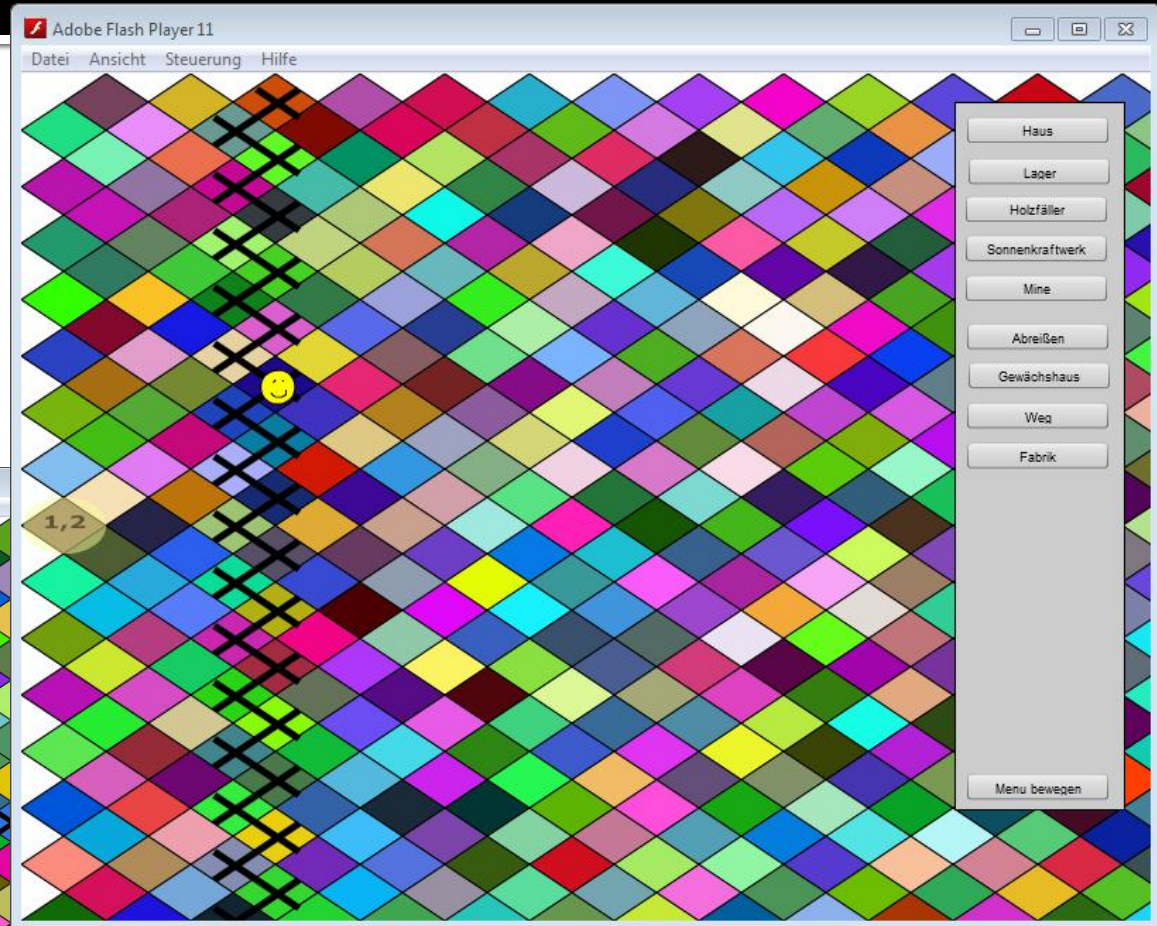 Adobe Flash Player 11
Datei Ansicht Steuerung Hilfe
Haus
Lager
Holzfäller
Sonnenkraftwerk
Mine
Abreißen
Gewächshaus
Weg
Fabrik
1,2
Menu bewegen